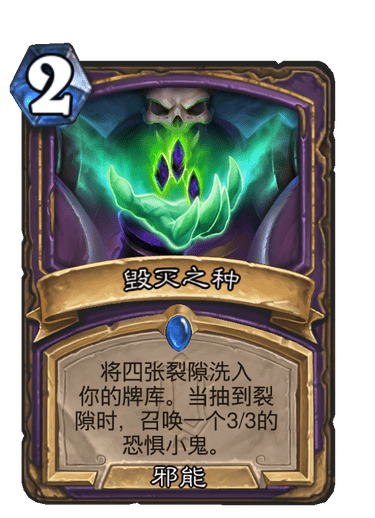 2
毁灭之种
将四张裂隙洗入
你的牌库。当抽到裂
隙时，召唤一个3/3的
恐惧小鬼。
邪能